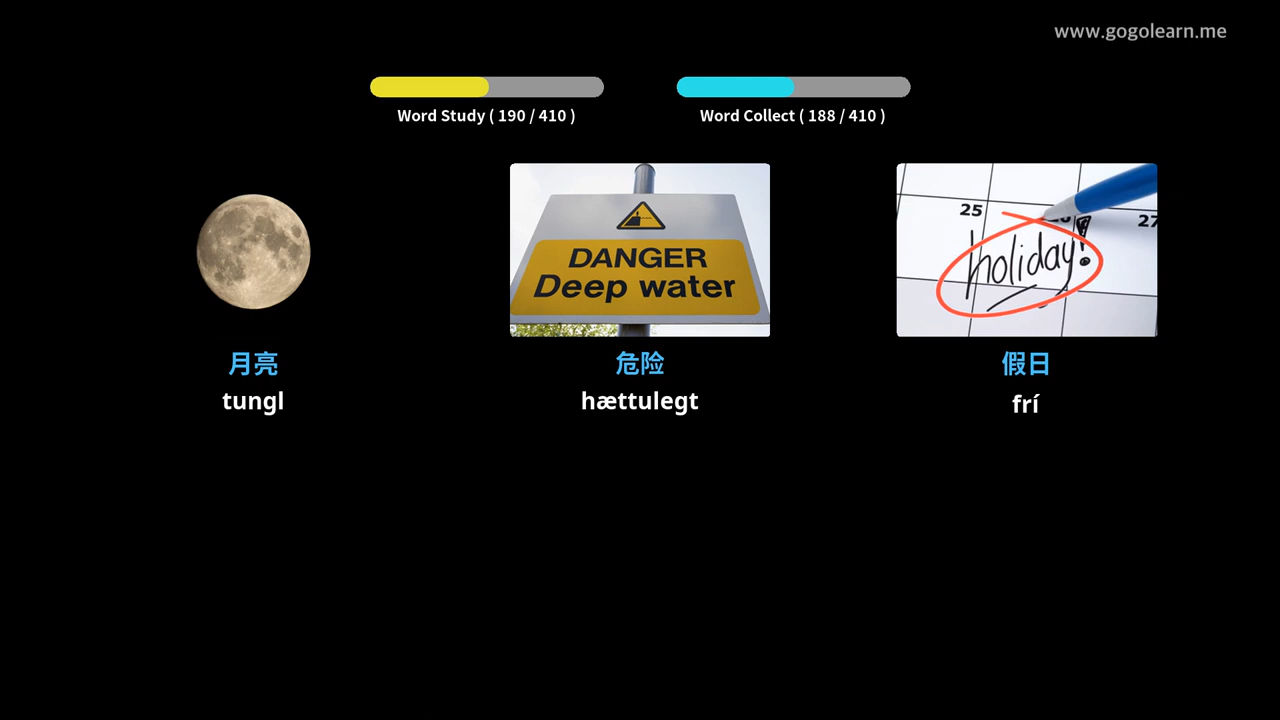 www.gogolearn.me
Word Study ( 190 / 410 )
Word Collect ( 188 / 410 )
DANGER
Deep water
25
27
holiday!
月亮
危险
假日
tungl
hættulegt
frí